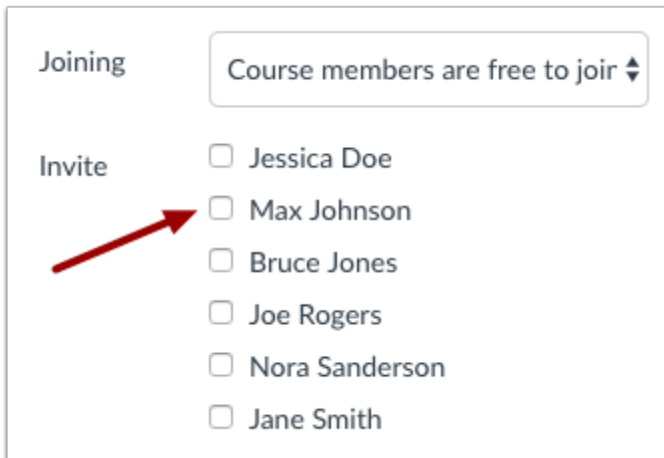 Joining
Course members are free to joir
Invite
Jessica Doe
Max Johnson
Bruce Jones
Joe Rogers
Nora Sanderson
Jane Smith